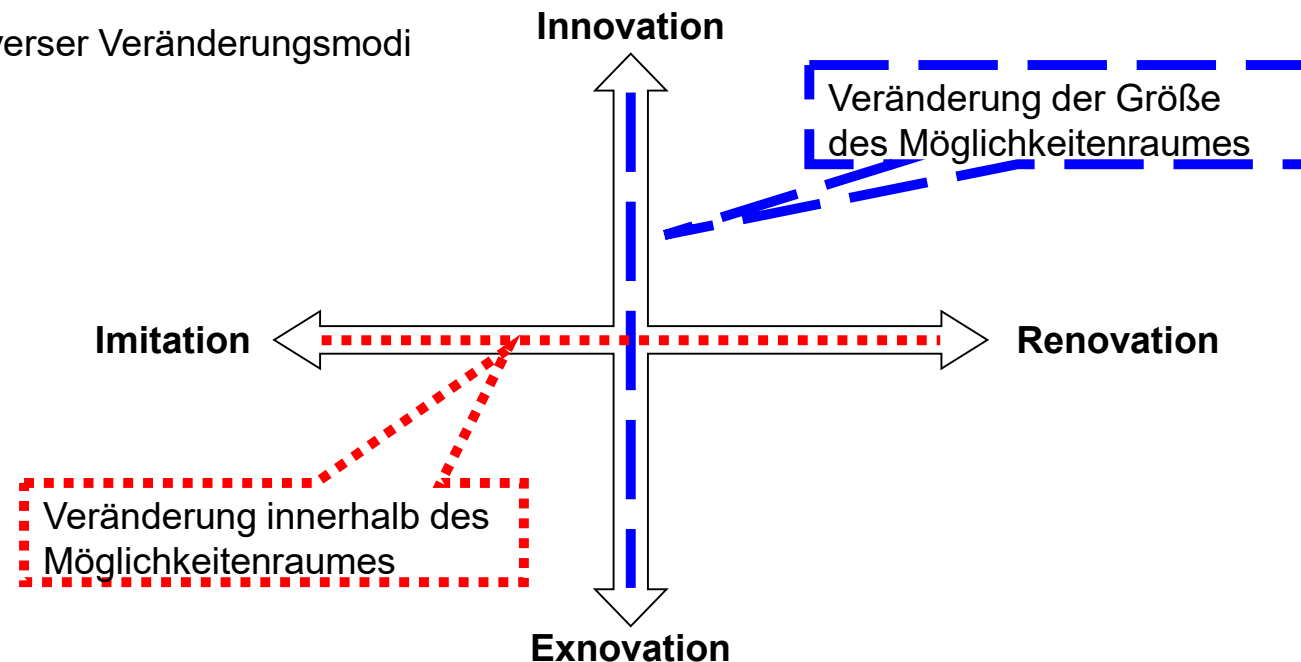 Innovation
verser Veränderungsmodi
Veränderung der Größe
des Möglichkeitenraumes
Imitation
Renovation
Veränderung innerhalb des
Möglichkeitenraumes
Exnovation